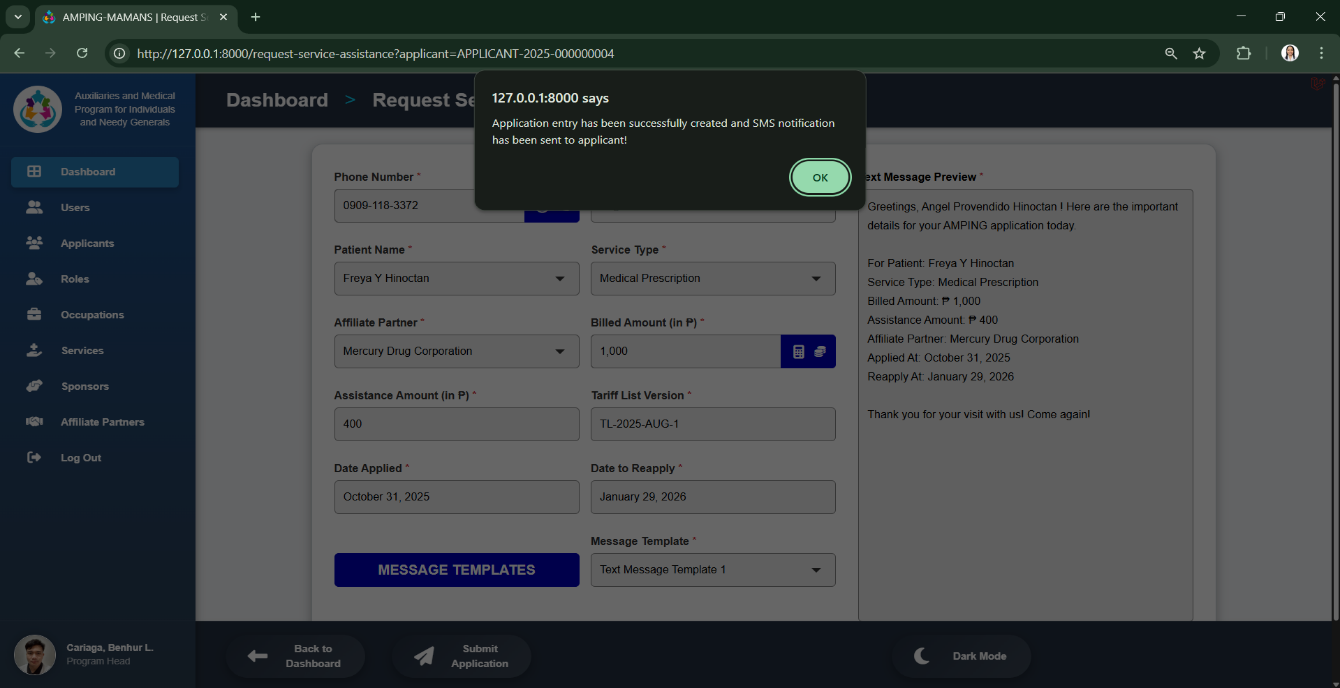 AMPING-MAMANS | Request S
http://127.0.0.1:8000/request-service-assistance?applicant=APPLICANT-2025-000000004
Auxiliaries and Medical
Program for Individuals
and Needy Generals
Dashboard
Users
Applicants
Roles
Occupations
Services
Sponsors
Affiliate Partners
Log Out
Cariaga, Benhur L.
Program Head
Dashboard > Request Se
127.0.0.1:8000 says
Application entry has been successfully created and SMS notification
has been sent to applicant!
OK
Phone Number *
0909-118-3372
Patient Name *
Freya Y Hinoctan
Service Type *
Medical Prescription
Affiliate Partner *
Mercury Drug Corporation
Billed Amount (in ₱) *
1,000
Assistance Amount (in P) *
400
Tariff List Version *
TL-2025-AUG-1
Date Applied *
October 31, 2025
Date to Reapply *
January 29, 2026
MESSAGE TEMPLATES
Message Template *
Text Message Template 1
ext Message Preview *
Greetings, Angel Provendido Hinoctan ! Here are the important
details for your AMPING application today.
For Patient: Freya Y Hinoctan
Service Type: Medical Prescription
Billed Amount: ₱ 1,000
Assistance Amount: ₱ 400
Affiliate Partner: Mercury Drug Corporation
Applied At: October 31, 2025
Reapply At: January 29, 2026
Thank you for your visit with us! Come again!
Back to
Dashboard
Submit
Application
Dark Mode